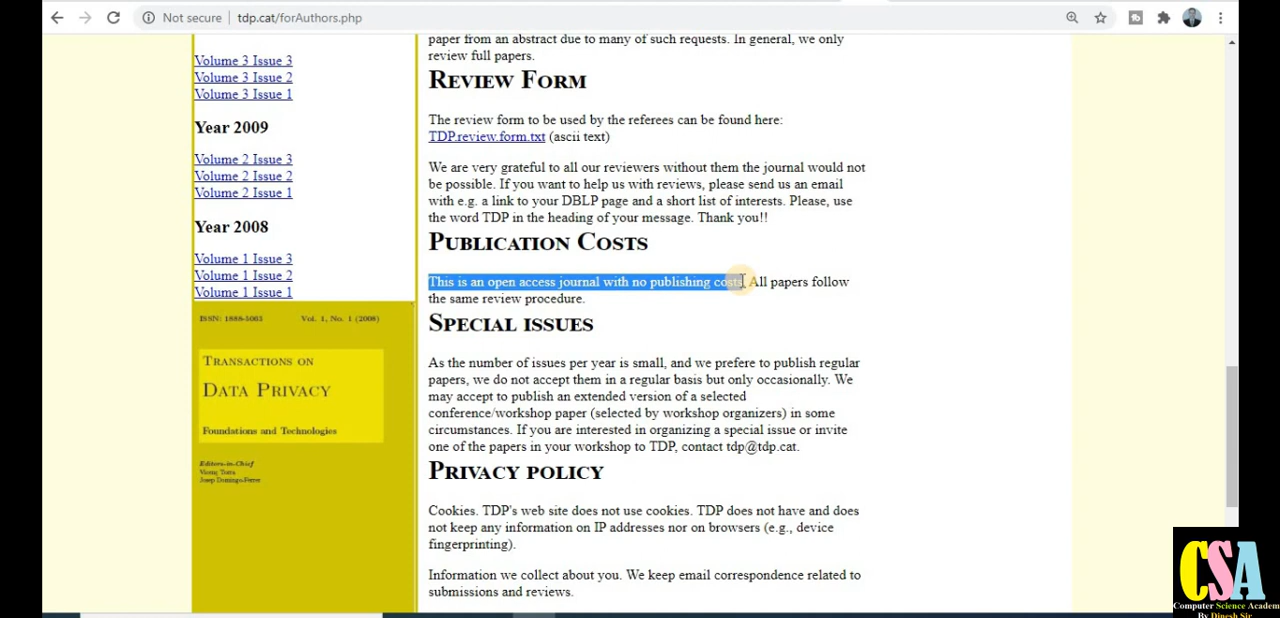 Not secure
tdp.cat/forAuthors.php
Volume 3 Issue 3
Volume 3 Issue 2
Volume 3 Issue 1
Year 2009
Volume 2 Issue 3
Volume 2 Issue 2
Volume 2 Issue 1
Year 2008
Volume 1 Issue 3
Volume 1 Issue 2
Volume 1 Issue 1
ISSN: 1888-5063 Vol. 1, No. 1 (2008)
TRANSACTIONS ON
DATA PRIVACY
Foundations and Technologies
Editors-in-Chief
Vicenç Torra
Josep Domingo-Ferrer
paper from an abstract due to many of such requests. In general, we only
review full papers.
REVIEW FORM
The review form to be used by the referees can be found here:
TDP.review.form.txt (ascii text)
We are very grateful to all our reviewers without them the journal would not
be possible. If you want to help us with reviews, please send us an email
with e.g. a link to your DBLP page and a short list of interests. Please, use
the word TDP in the heading of your message. Thank you!!
PUBLICATION COSTS
This is an open access journal with no publishing costs. All papers follow
the same review procedure.
SPECIAL ISSUES
As the number of issues per year is small, and we prefere to publish regular
papers, we do not accept them in a regular basis but only occasionally. We
may accept to publish an extended version of a selected
conference/workshop paper (selected by workshop organizers) in some
circumstances. If you are interested in organizing a special issue or invite
one of the papers in your workshop to TDP, contact tdp@tdp.cat.
PRIVACY POLICY
Cookies. TDP's web site does not use cookies. TDP does not have and does
not keep any information on IP addresses nor on browsers (e.g., device
fingerprinting).
Information we collect about you. We keep email correspondence related to
submissions and reviews.
CSA
Computer Science Academ
By Dinesh Sir